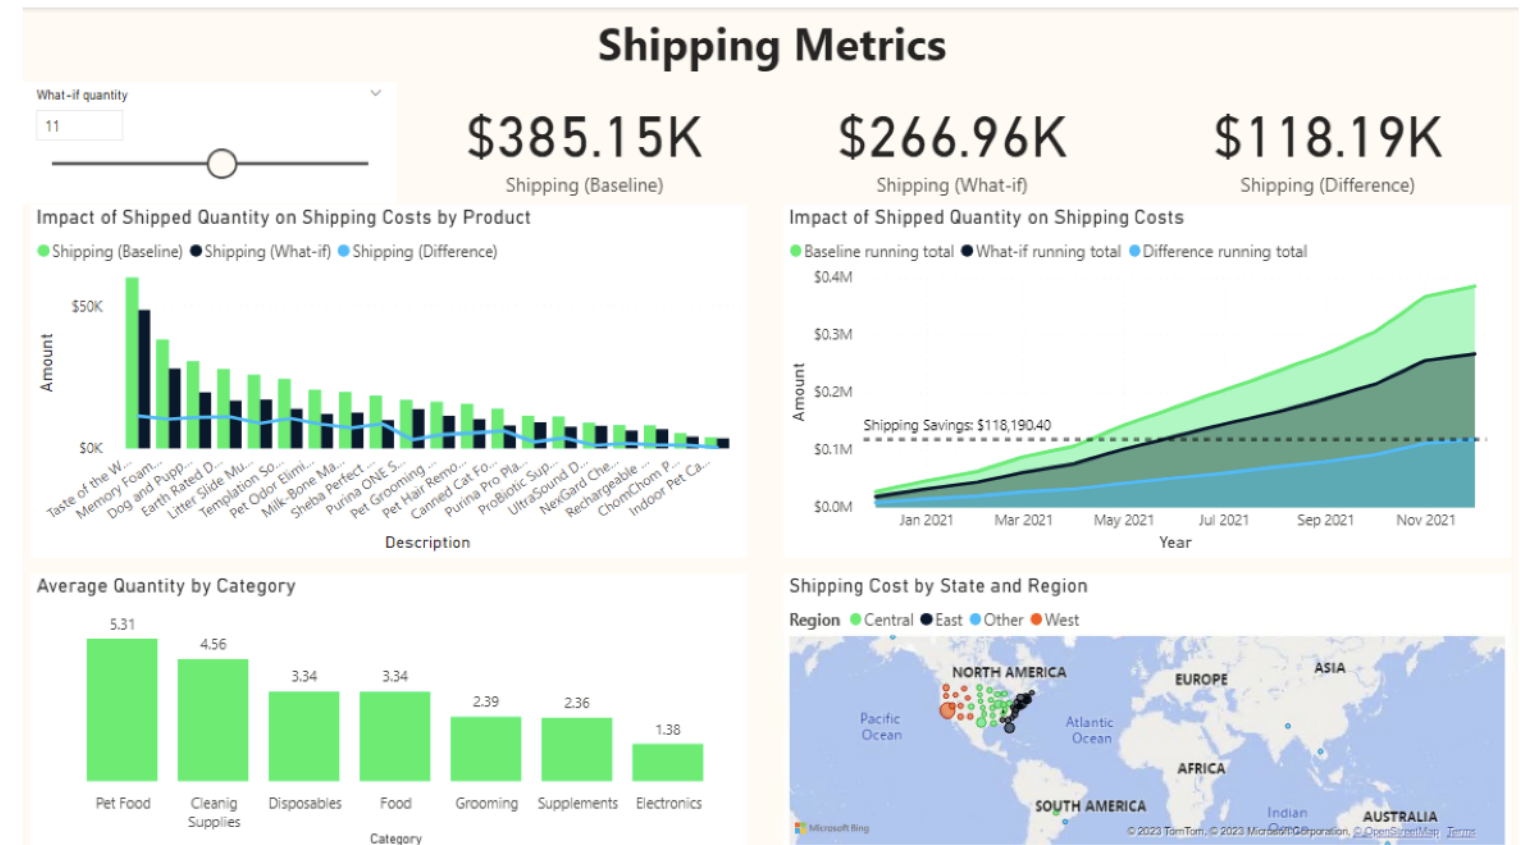 Shipping Metrics
What-if quantity
11
$385.15K
Shipping (Baseline)
$266.96K
Shipping (What-if)
$118.19K
Shipping (Difference)
Impact of Shipped Quantity on Shipping Costs by Product
Shipping (Baseline) Shipping (What-if) Shipping (Difference)
$50K
$0K
Amount
Taste of the W...
Memory Foam...
Dog and Pupp...
Earth Rated D...
Litter Slide Mu...
Templation So...
Pet Odor Elimi...
Milk-Bone Ma...
Sheba Perfect ...
Purina ONE S...
Pet Grooming ...
Pet Hair Remo...
Canned Cat Fo...
Purina Pro Pla...
ProBiotic Sup...
UltraSound D...
NexGard Che...
Rechargeable ...
ChomChom P...
Indoor Pet Ca...
Description
Impact of Shipped Quantity on Shipping Costs
Baseline running total What-if running total Difference running total
$0.4M
$0.3M
$0.2M
$0.1M
$0.0M
Amount
Shipping Savings: $118,190.40
Jan 2021 Mar 2021 May 2021 Jul 2021 Sep 2021 Nov 2021
Year
Average Quantity by Category
5.31
4.56
3.34
3.34
2.39
2.36
1.38
Pet Food
Cleanig
Supplies
Disposables
Food
Grooming
Supplements
Electronics
Category
Shipping Cost by State and Region
Region Central East Other West
NORTH AMERICA
EUROPE
ASIA
Pacific
Ocean
Atlantic
Ocean
AFRICA
SOUTH AMERICA
Indian
AUSTRALIA
Microsoft Bing
© 2023 TomTom, © 2023 Microsoft Corporation, © OpenStreetMap Terms